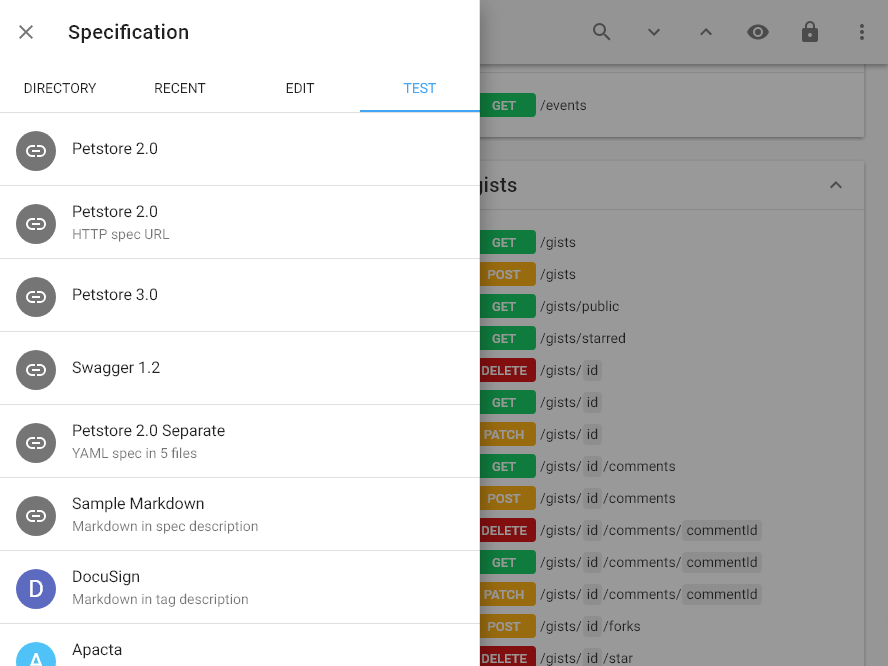 Specification
DIRECTORY RECENT EDIT TEST
Petstore 2.0
Petstore 2.0
HTTP spec URL
Petstore 3.0
Swagger 1.2
Petstore 2.0 Separate
YAML spec in 5 files
Sample Markdown
Markdown in spec description
D
DocuSign
Markdown in tag description
A
Apacta
GET /events
gists
GET /gists
POST /gists
GET /gists/public
GET /gists/starred
DELETE /gists/ id
GET /gists/ id
PATCH /gists/ id
GET /gists/ id /comments
POST /gists/ id /comments
DELETE /gists/ id /comments/ commentId
GET /gists/ id /comments/ commentId
PATCH /gists/ id /comments/ commentId
POST /gists/ id /forks
DELETE /gists/ id /star